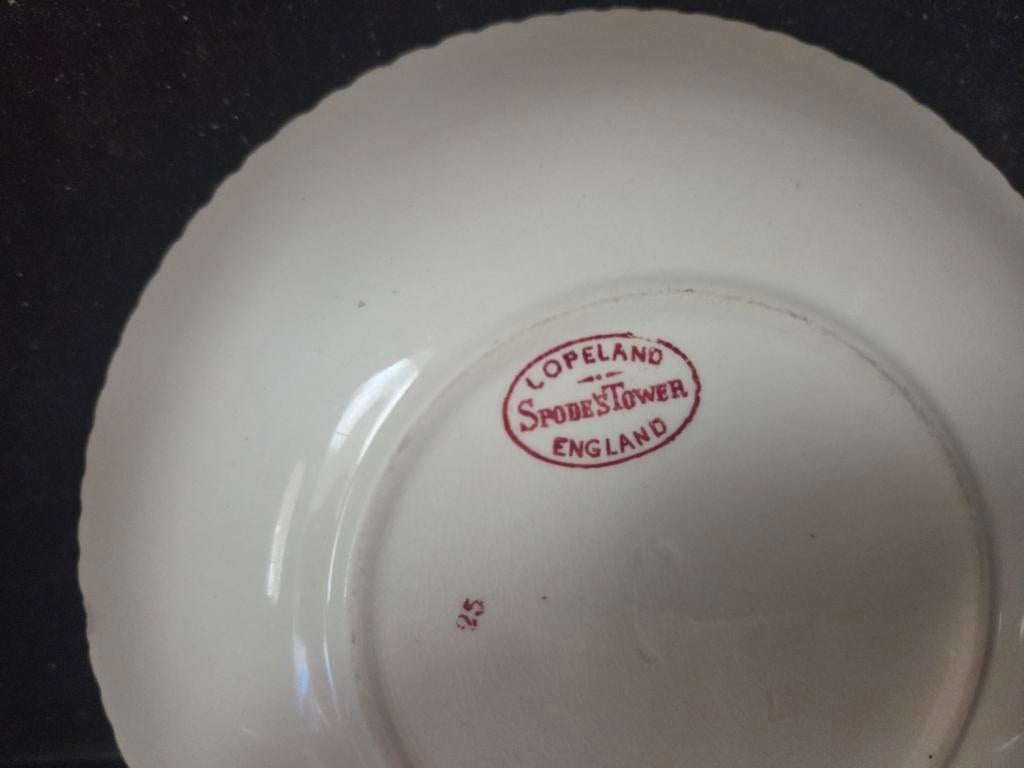 COPELAND
SPODE'S TOWER
ENGLAND
25